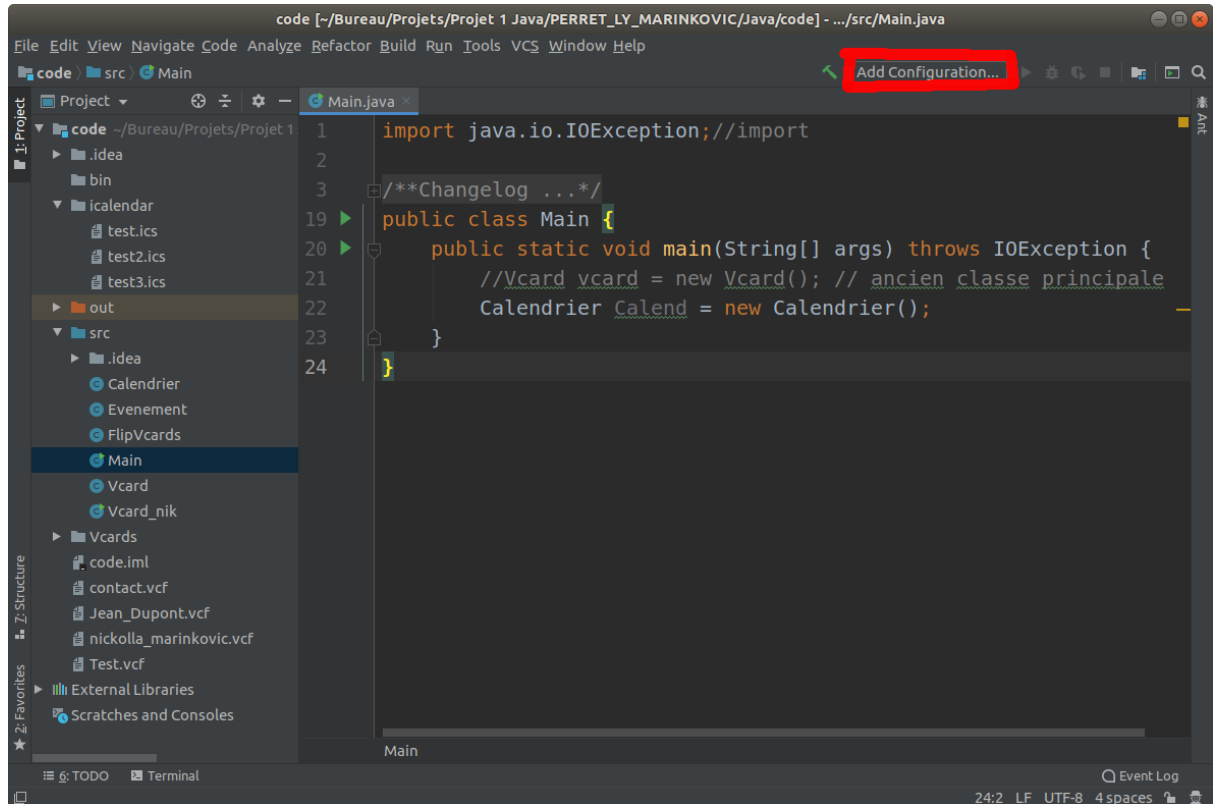 code [~/Bureau/Projets/Projet 1 Java/PERRET_LY_MARINKOVIC/Java/code] - .../src/Main.java
File Edit View Navigate Code Analyze Refactor Build Run Tools VCS Window Help
code src Main
Add Configuration...
1: Project
Project
Main.java
Ant
code ~/Bureau/Projets/Projet 1
.idea
bin
icalendar
test.ics
test2.ics
test3.ics
out
src
.idea
Calendrier
Evenement
FlipVcards
Main
Vcard
Vcard_nik
Vcards
code.iml
contact.vcf
Jean_Dupont.vcf
nickolla_marinkovic.vcf
Test.vcf
External Libraries
Scratches and Consoles
Z: Structure
2: Favorites
1 import java.io.IOException;//import
2
3 /**Changelog ...*/
19 public class Main {
20 public static void main(String[] args) throws IOException {
21 //Vcard vcard = new Vcard(); // ancien classe principale
22 Calendrier Calend = new Calendrier();
23 }
24 }
Main
6: TODO Terminal
Event Log
24:2 LF UTF-8 4 spaces